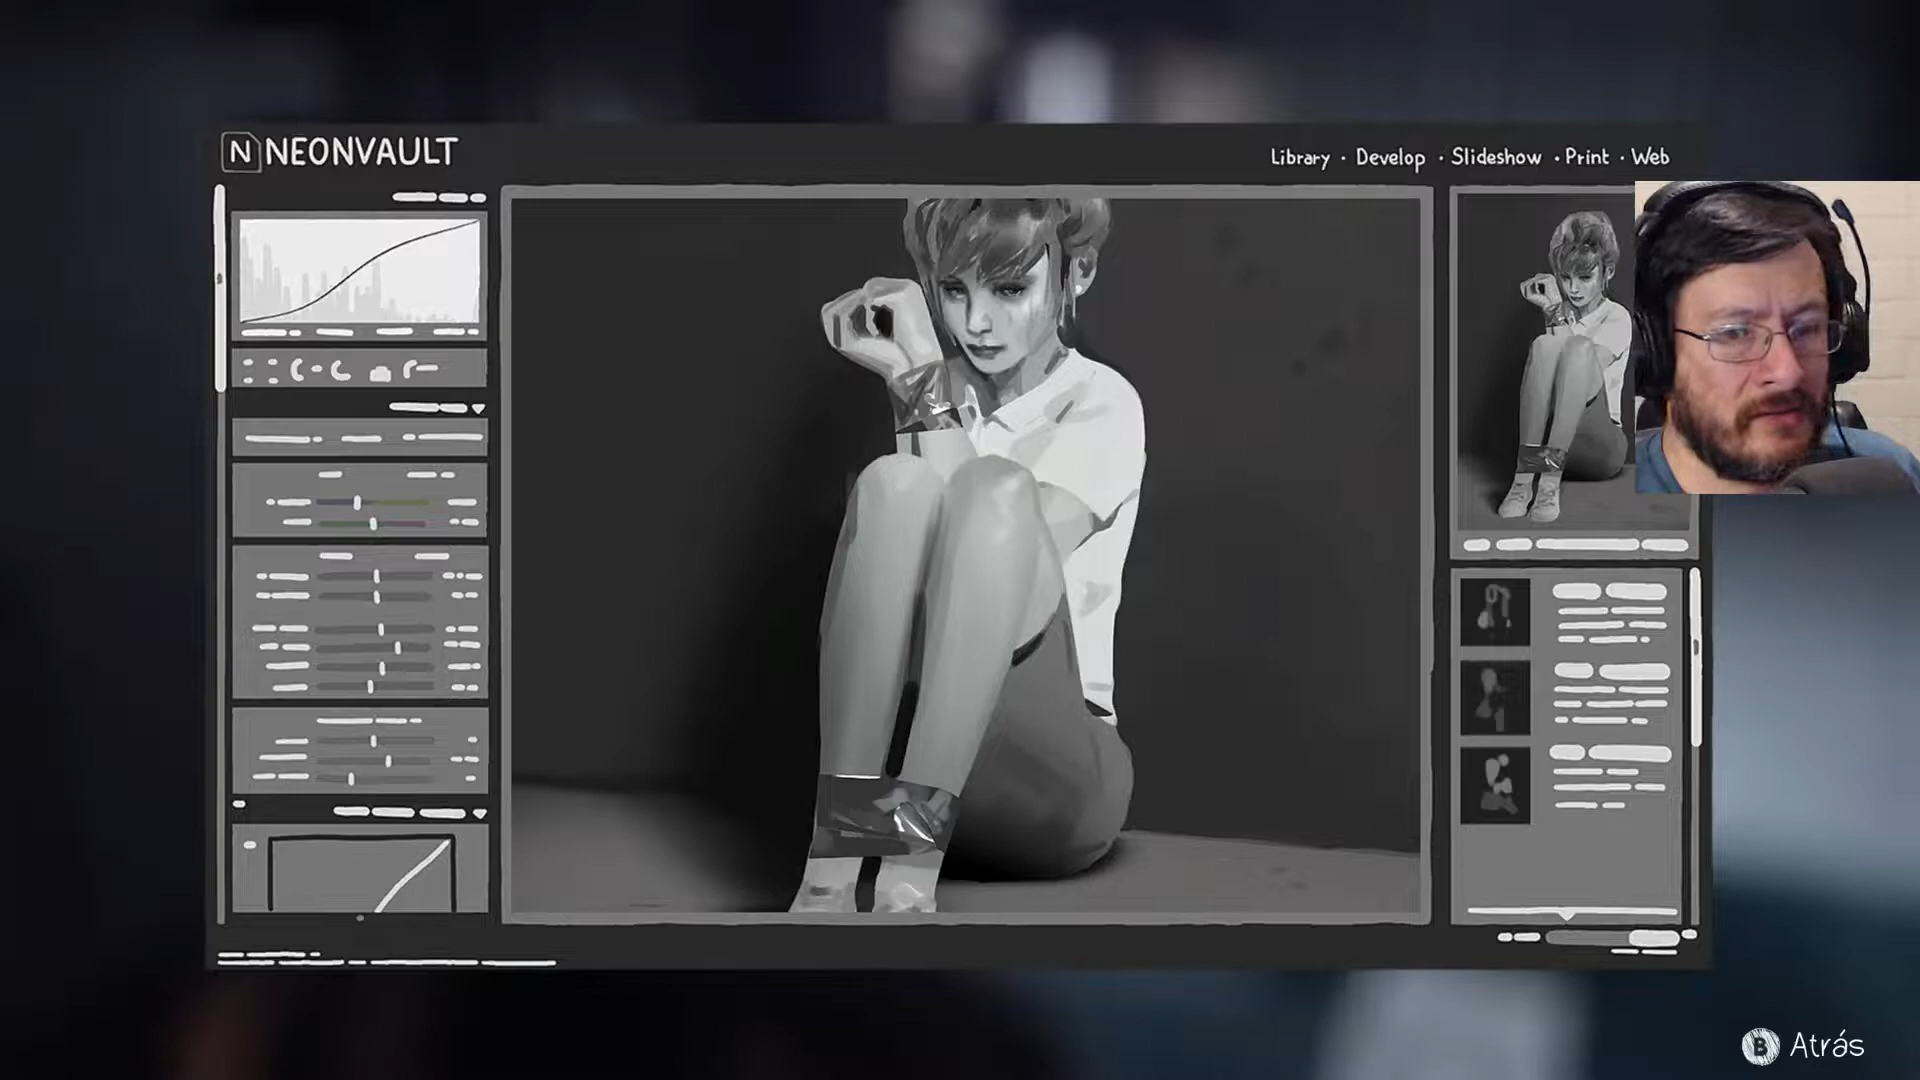 N NEONVAULT
Library · Develop · Slideshow · Print · Web
B Atrás